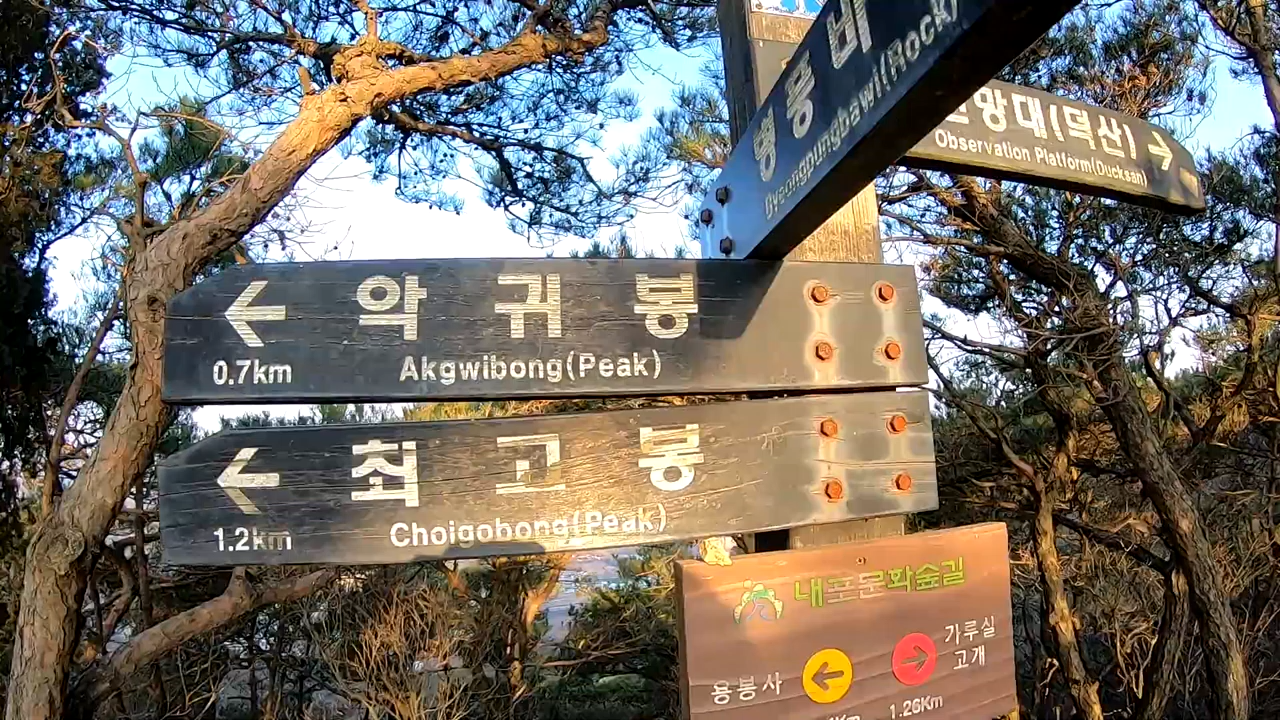 병풍바
Byeongpungbawi(Rock)
망대(덕산) →
Observation Platform(Ducksan)
← 악귀봉
0.7km Akgwibong(Peak)
← 최고봉
1.2km Choigobong(Peak)
내포문화숲길
용봉사 ← → 가루실
고개
1.26Km